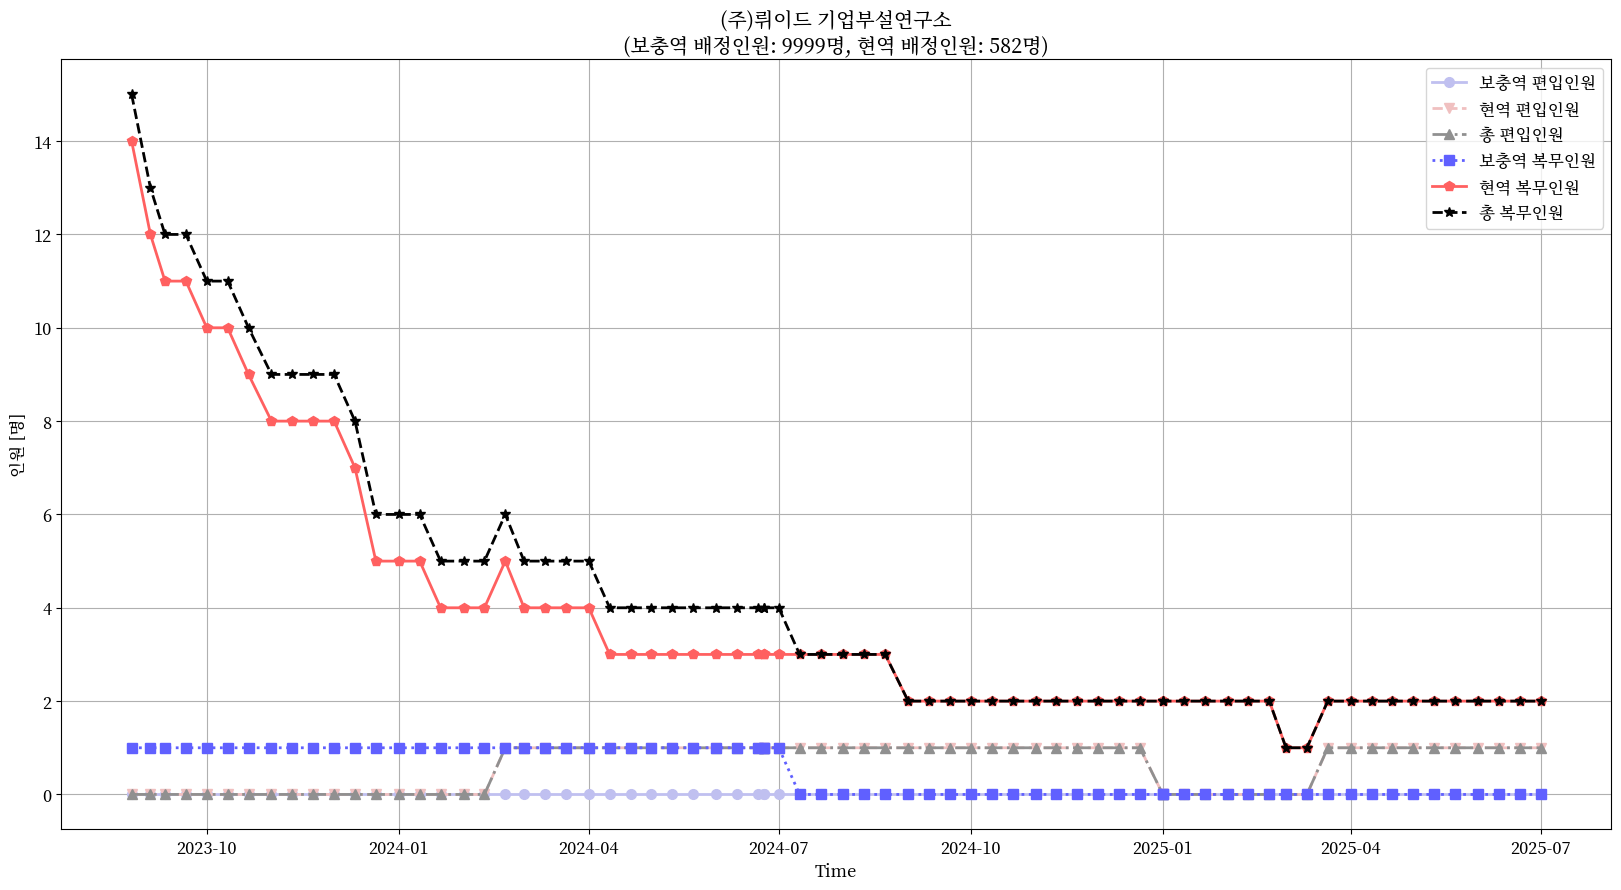 (주)뤼이드 기업부설연구소
(보충역 배정인원: 9999명, 현역 배정인원: 582명)
보충역 편입인원
현역 편입인원
총 편입인원
보충역 복무인원
현역 복무인원
총 복무인원
인원 [명]
14
12
10
8
6
4
2
0
2023-10
2024-01
2024-04
2024-07
2024-10
2025-01
2025-04
2025-07
Time